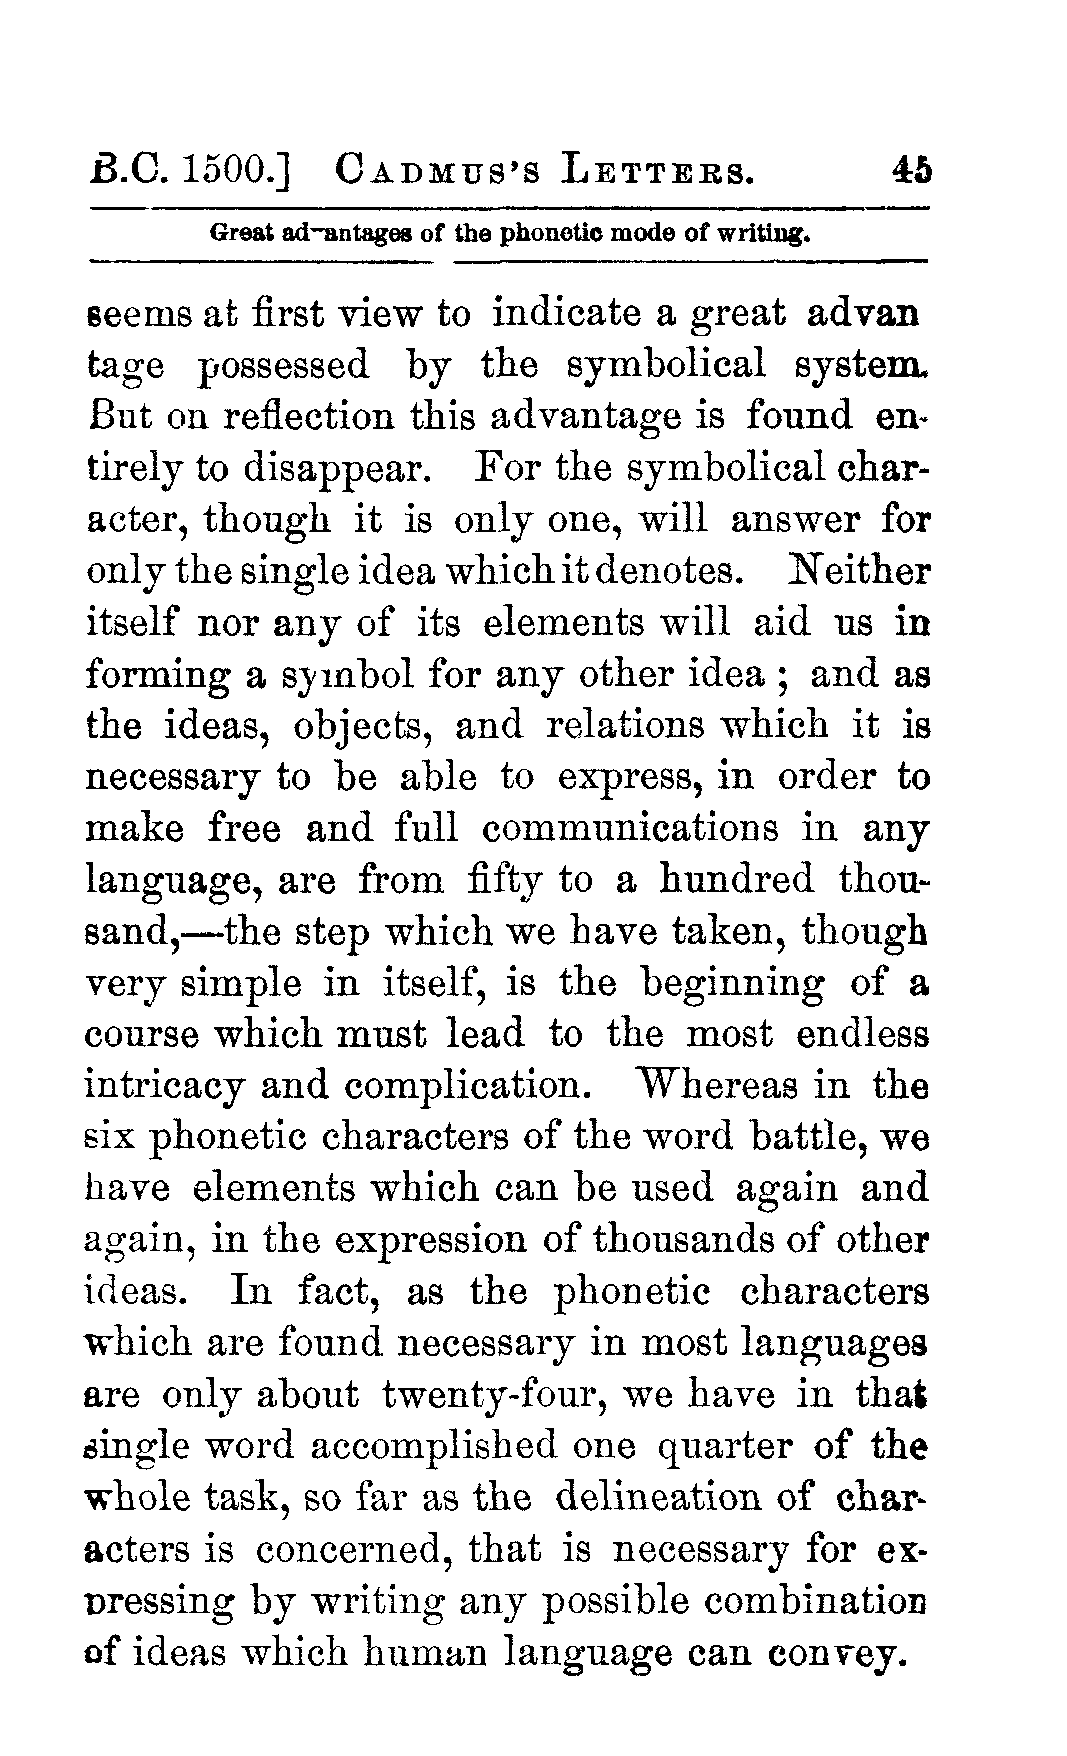 B.C. 1500.] CADMUS'S LETTERS. 45
Great advantages of the phonetic mode of writing.
seems at first view to indicate a great advan
tage possessed by the symbolical system.
But on reflection this advantage is found en-
tirely to disappear. For the symbolical char-
acter, though it is only one, will answer for
only the single idea which it denotes. Neither
itself nor any of its elements will aid us in
forming a symbol for any other idea ; and as
the ideas, objects, and relations which it is
necessary to be able to express, in order to
make free and full communications in any
language, are from fifty to a hundred thou-
sand,—the step which we have taken, though
very simple in itself, is the beginning of a
course which must lead to the most endless
intricacy and complication. Whereas in the
six phonetic characters of the word battle, we
have elements which can be used again and
again, in the expression of thousands of other
ideas. In fact, as the phonetic characters
which are found necessary in most languages
are only about twenty-four, we have in that
single word accomplished one quarter of the
whole task, so far as the delineation of char-
acters is concerned, that is necessary for ex-
pressing by writing any possible combination
of ideas which human language can convey.